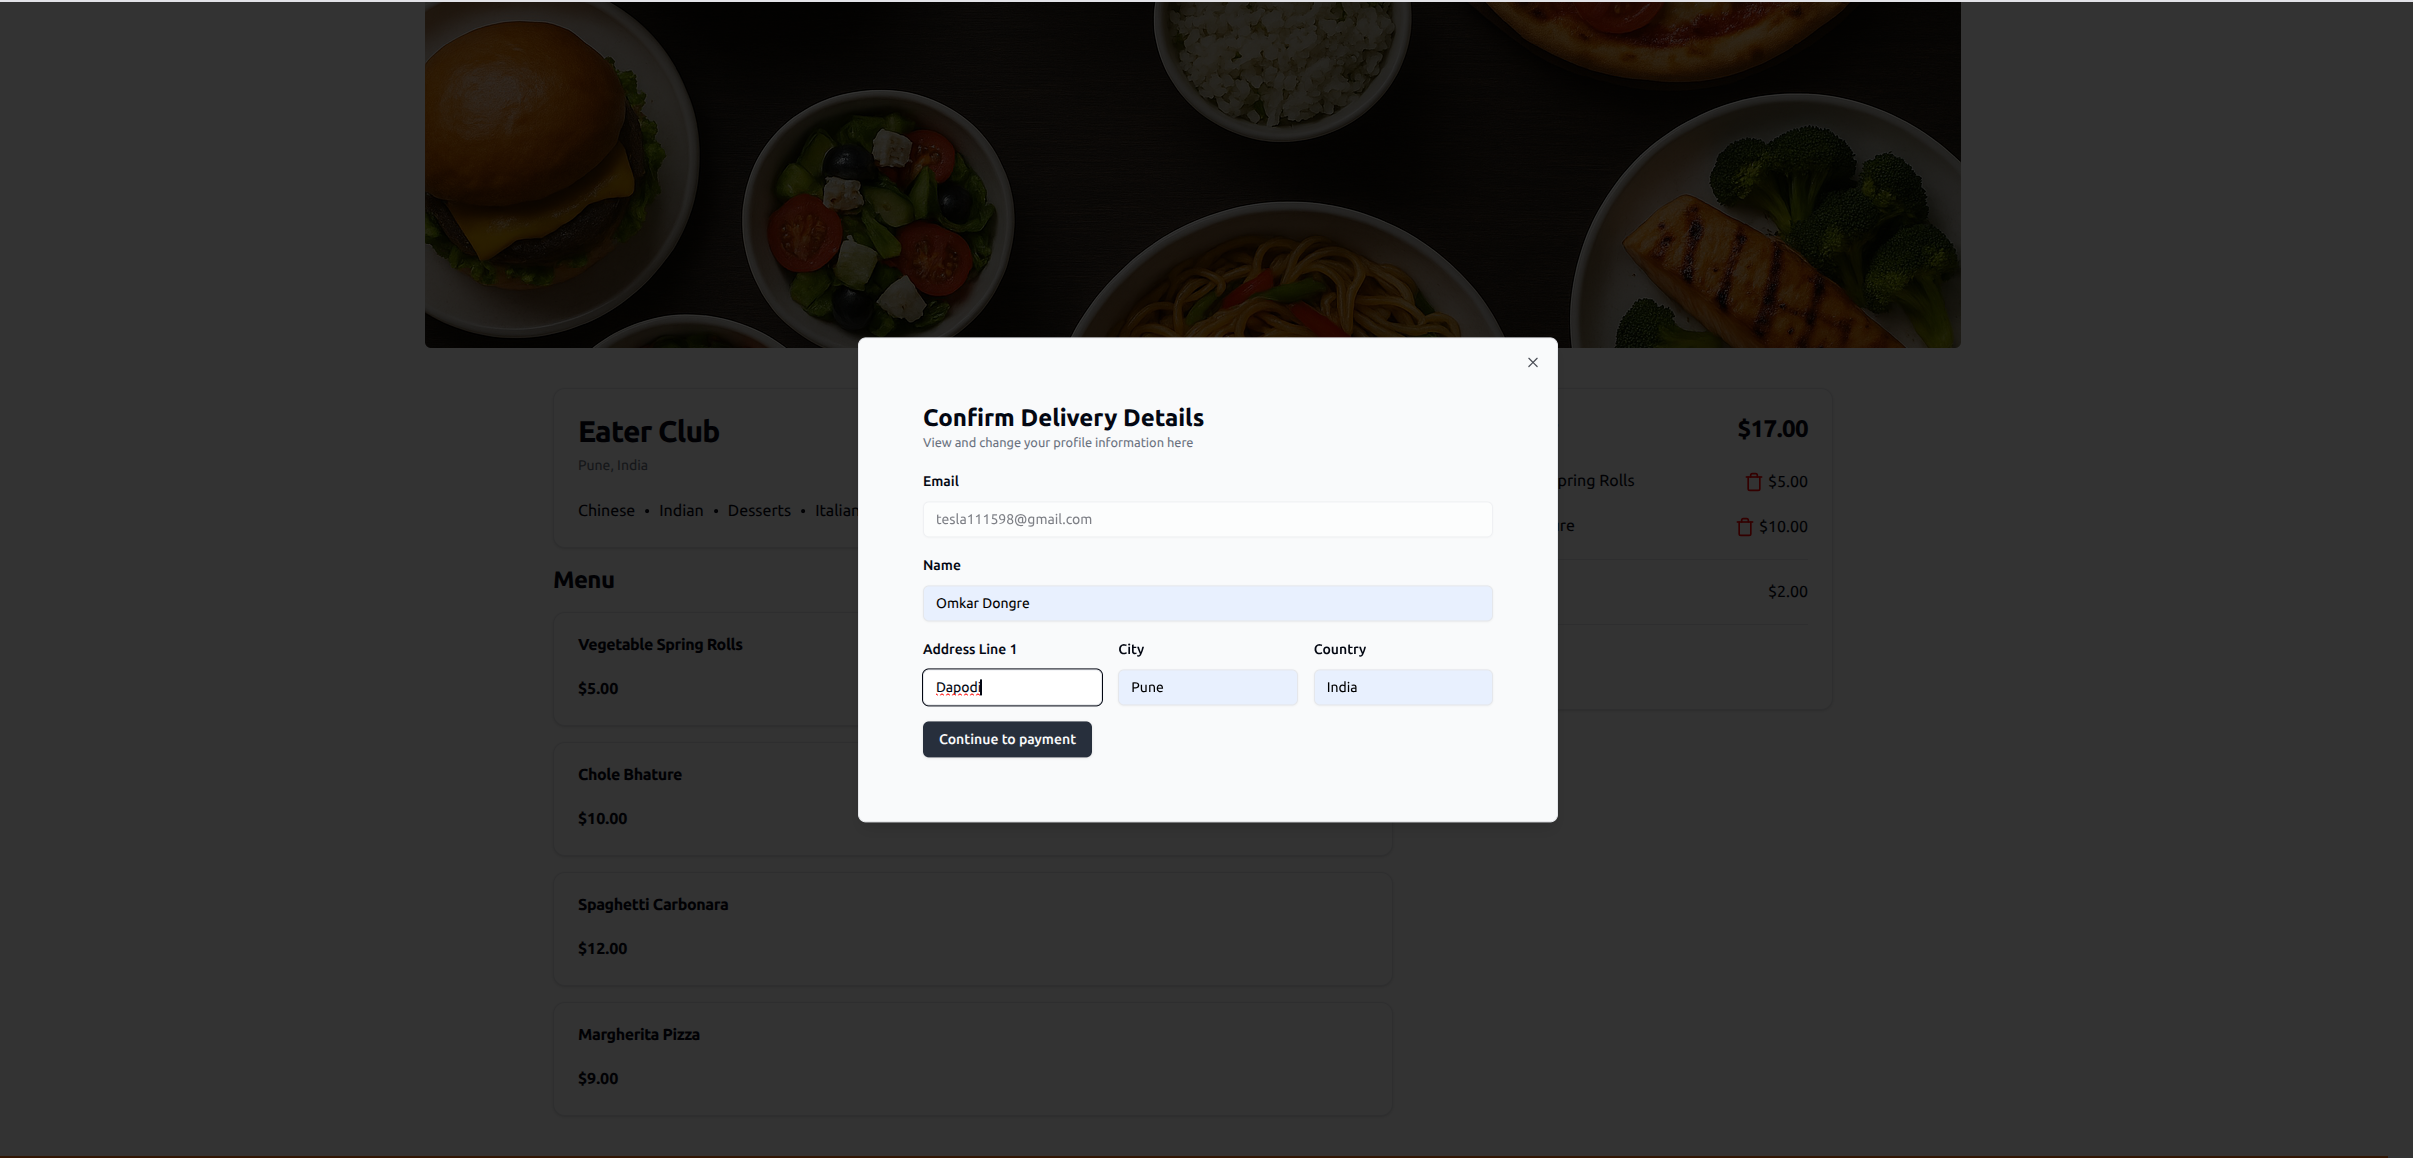 Confirm Delivery Details
View and change your profile information here
Email
tesla111598@gmail.com
Name
Omkar Dongre
Address Line 1 City Country
Dapodi Pune India
Continue to payment
Eater Club
Pune, India
Chinese • Indian • Desserts • Italian
Menu
Vegetable Spring Rolls
$5.00
Chole Bhature
$10.00
Spaghetti Carbonara
$12.00
Margherita Pizza
$9.00
$17.00
pring Rolls $5.00
re $10.00
$2.00